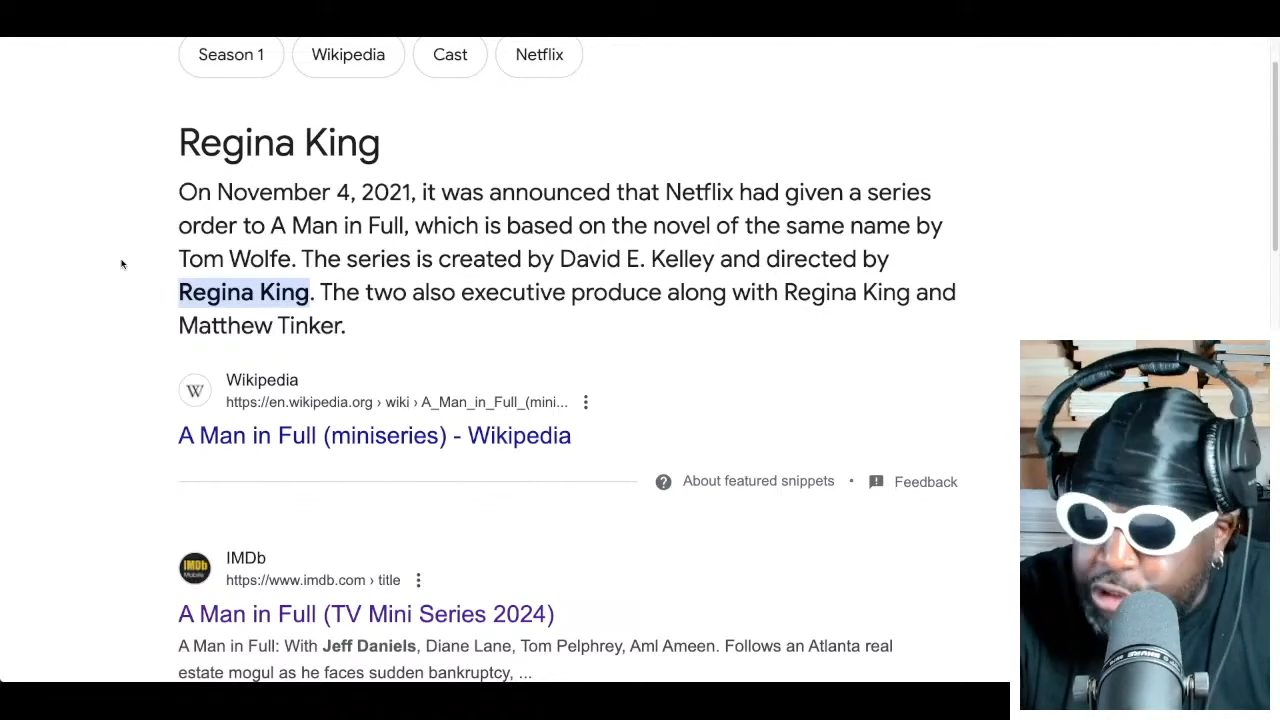 Season 1 Wikipedia Cast Netflix
Regina King
On November 4, 2021, it was announced that Netflix had given a series
order to A Man in Full, which is based on the novel of the same name by
Tom Wolfe. The series is created by David E. Kelley and directed by
Regina King. The two also executive produce along with Regina King and
Matthew Tinker.
W Wikipedia
https://en.wikipedia.org › wiki › A_Man_in_Full_(mini...
A Man in Full (miniseries) - Wikipedia
About featured snippets • Feedback
IMDb
IMDb
Mobile
https://www.imdb.com › title
A Man in Full (TV Mini Series 2024)
A Man in Full: With Jeff Daniels, Diane Lane, Tom Pelphrey, Aml Ameen. Follows an Atlanta real
estate mogul as he faces sudden bankruptcy, ...
SHURE